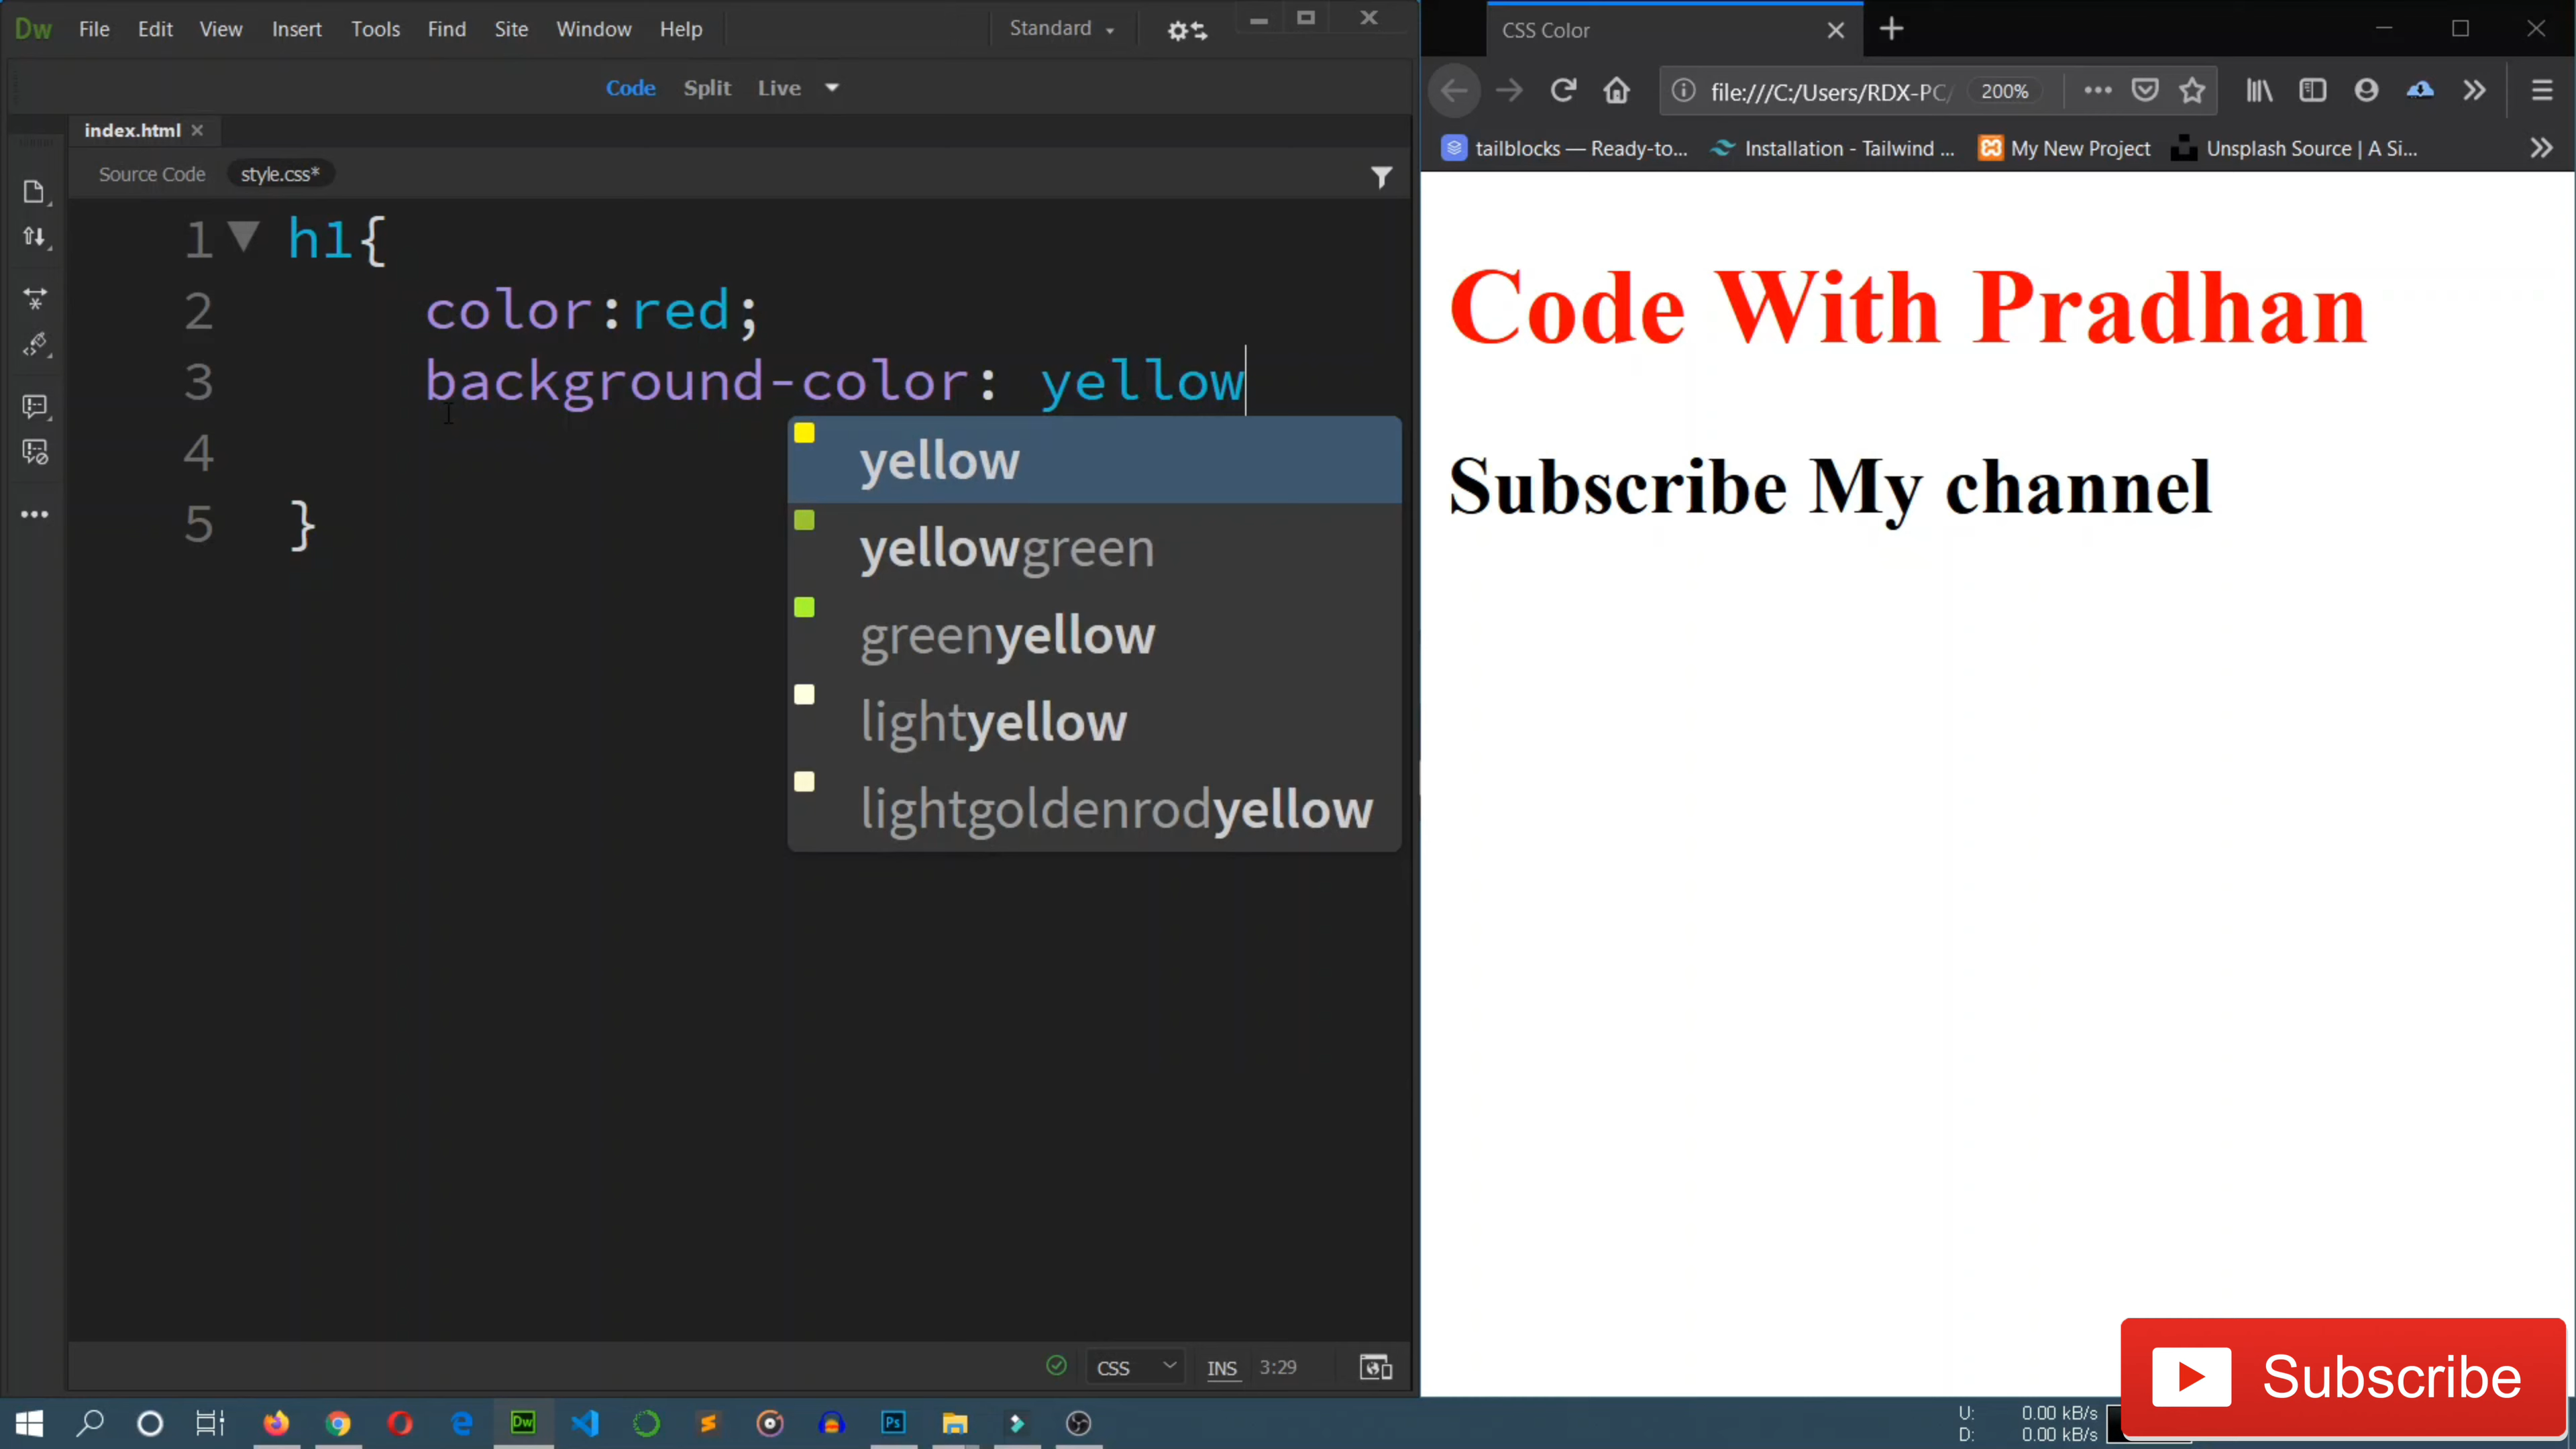 Dw File Edit View Insert Tools Find Site Window Help Standard
Code Split Live
index.html
Source Code style.css*
1 h1{
2 color:red;
3 background-color: yellow
4
5 }
yellow
yellowgreen
greenyellow
lightyellow
lightgoldenrodyellow
CSS INS 3:29
CSS Color
file:///C:/Users/RDX-PC/ 200%
tailblocks — Ready-to... Installation - Tailwind ... My New Project Unsplash Source | A Si...
Code With Pradhan
Subscribe My channel
Subscribe
Dw Ps
U: 0.00 kB/s
D: 0.00 kB/s